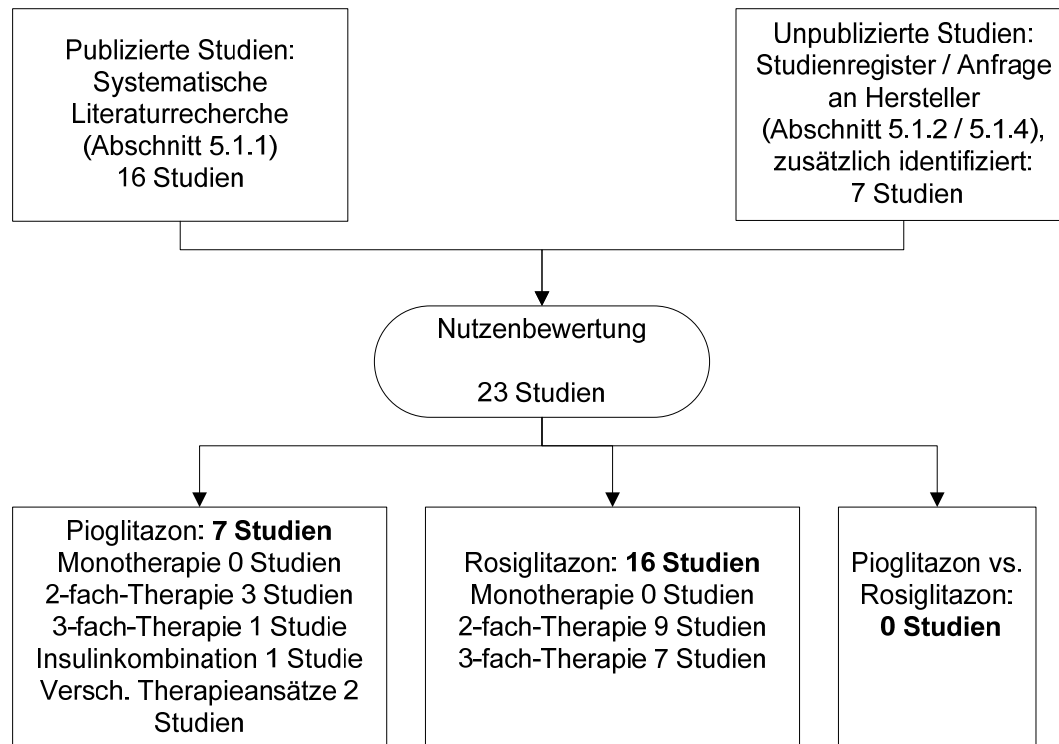 Publizierte Studien:
Systematische
Literaturrecherche
(Abschnitt 5.1.1)
16 Studien
Unpublizierte Studien:
Studienregister / Anfrage
an Hersteller
(Abschnitt 5.1.2 / 5.1.4),
zusätzlich identifiziert:
7 Studien
Nutzenbewertung
23 Studien
Pioglitazon: 7 Studien
Monotherapie 0 Studien
2-fach-Therapie 3 Studien
3-fach-Therapie 1 Studie
Insulinkombination 1 Studie
Versch. Therapieansätze 2
Studien
Rosiglitazon: 16 Studien
Monotherapie 0 Studien
2-fach-Therapie 9 Studien
3-fach-Therapie 7 Studien
Pioglitazon vs.
Rosiglitazon:
0 Studien